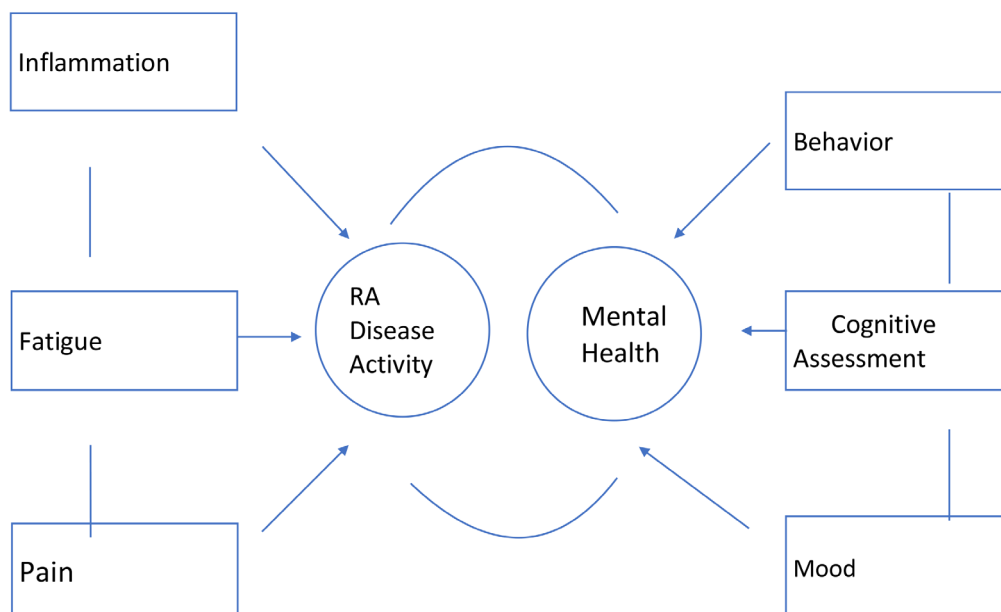 Inflammation
Behavior
RA
Disease
Activity
Mental
Health
Fatigue
Cognitive
Assessment
Pain
Mood